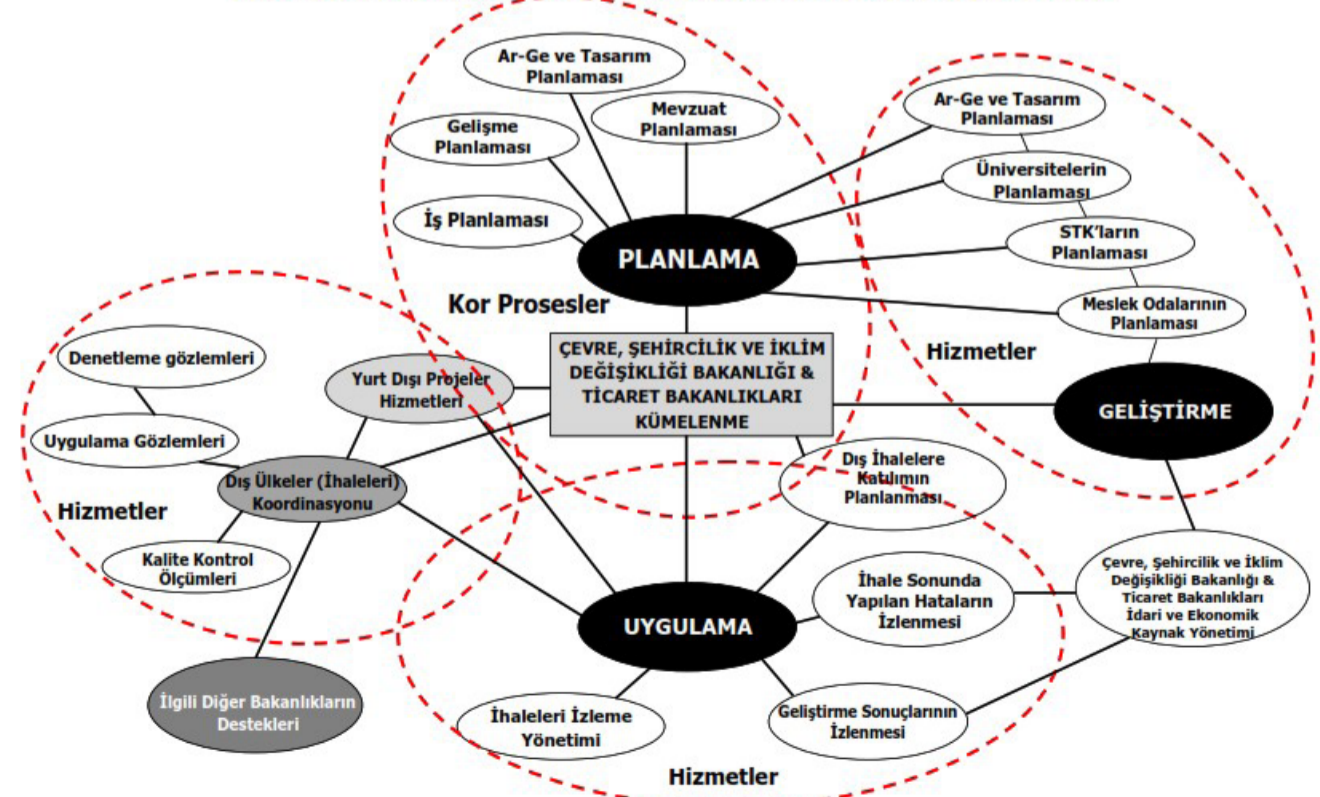 Ar-Ge ve Tasarım
Planlaması
Mevzuat
Planlaması
Gelişme
Planlaması
İş Planlaması
Ar-Ge ve Tasarım
Planlaması
Üniversitelerin
Planlaması
STK’ların
Planlaması
Meslek Odalarının
Planlaması
PLANLAMA
Kor Prosesler
Hizmetler
ÇEVRE, ŞEHİRCİLİK VE İKLİM
DEĞİŞİKLİĞİ BAKANLIĞI &
TİCARET BAKANLIKLARI
KÜMELENME
GELİŞTİRME
Denetleme gözlemleri
Yurt Dışı Projeler
Hizmetleri
Uygulama Gözlemleri
Dış Ülkeler (İhaleleri)
Koordinasyonu
Hizmetler
Kalite Kontrol
Ölçümleri
İlgili Diğer Bakanlıkların
Destekleri
Dış İhalelere
Katılımın
Planlanması
İhale Sonunda
Yapılan Hataların
İzlenmesi
Çevre, Şehircilik ve İklim
Değişikliği Bakanlığı &
Ticaret Bakanlıkları
İdari ve Ekonomik
Kaynak Yönetimi
UYGULAMA
İhaleleri İzleme
Yönetimi
Geliştirme Sonuçlarının
İzlenmesi
Hizmetler